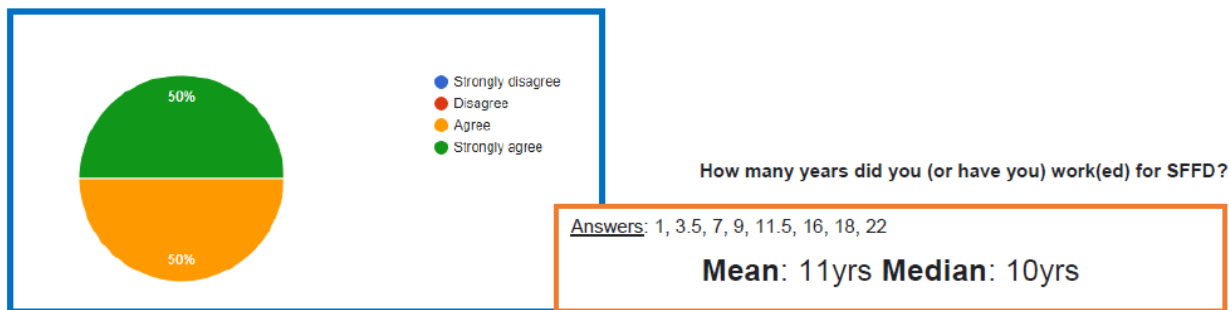 50%
50%
Strongly disagree
Disagree
Agree
Strongly agree
How many years did you (or have you) work(ed) for SFFD?
Answers: 1, 3.5, 7, 9, 11.5, 16, 18, 22
Mean: 11yrs Median: 10yrs